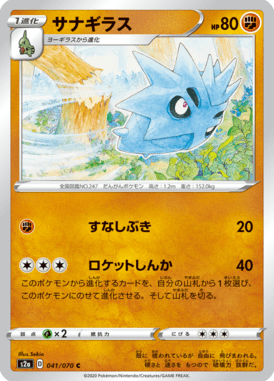 1進化 サナギラス HP80
ヨーギラスから進化
全国図鑑NO.247 だんがんポケモン 高さ:1.2m 重さ:152.0kg
すなしぶき 20
ロケットしんか 40
このポケモンから進化するカードを、自分の山札から1枚選び、
このポケモンにのせて進化させる。そして山札を切る。
弱点 ×2 抵抗力 にげる
Illus. Sekio
s2a D 041/070 C
©2020 Pokémon/Nintendo/Creatures/GAME FREAK.